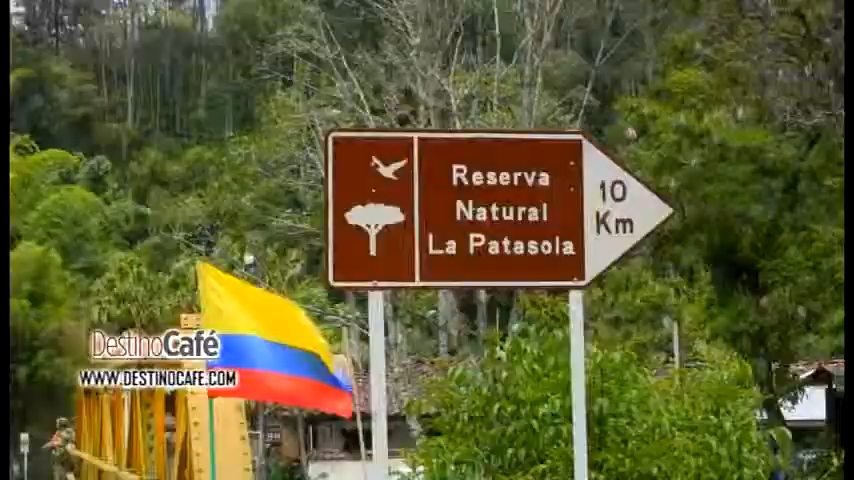 Reserva
Natural
La Patasola
10
Km
DestinoCafé
WWW.DESTINOCAFE.COM